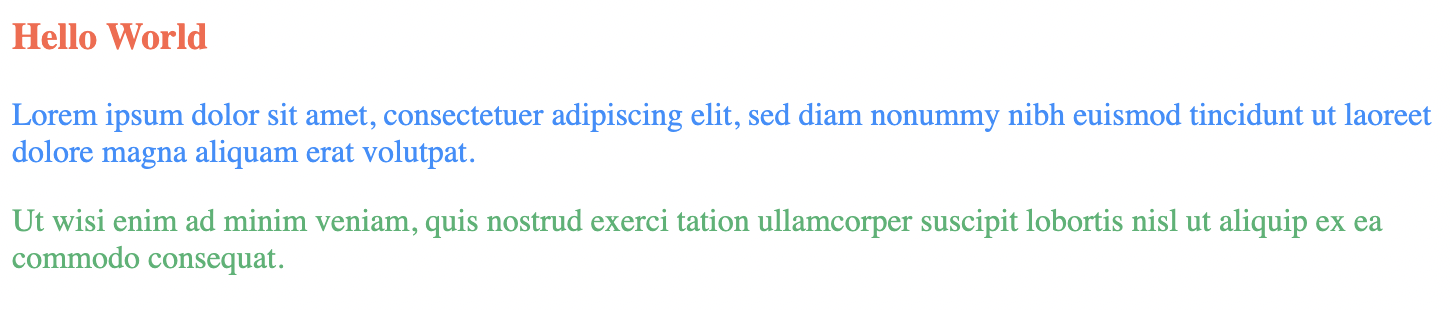 Hello World
Lorem ipsum dolor sit amet, consectetuer adipiscing elit, sed diam nonummy nibh euismod tincidunt ut laoreet
dolore magna aliquam erat volutpat.
Ut wisi enim ad minim veniam, quis nostrud exerci tation ullamcorper suscipit lobortis nisl ut aliquip ex ea
commodo consequat.